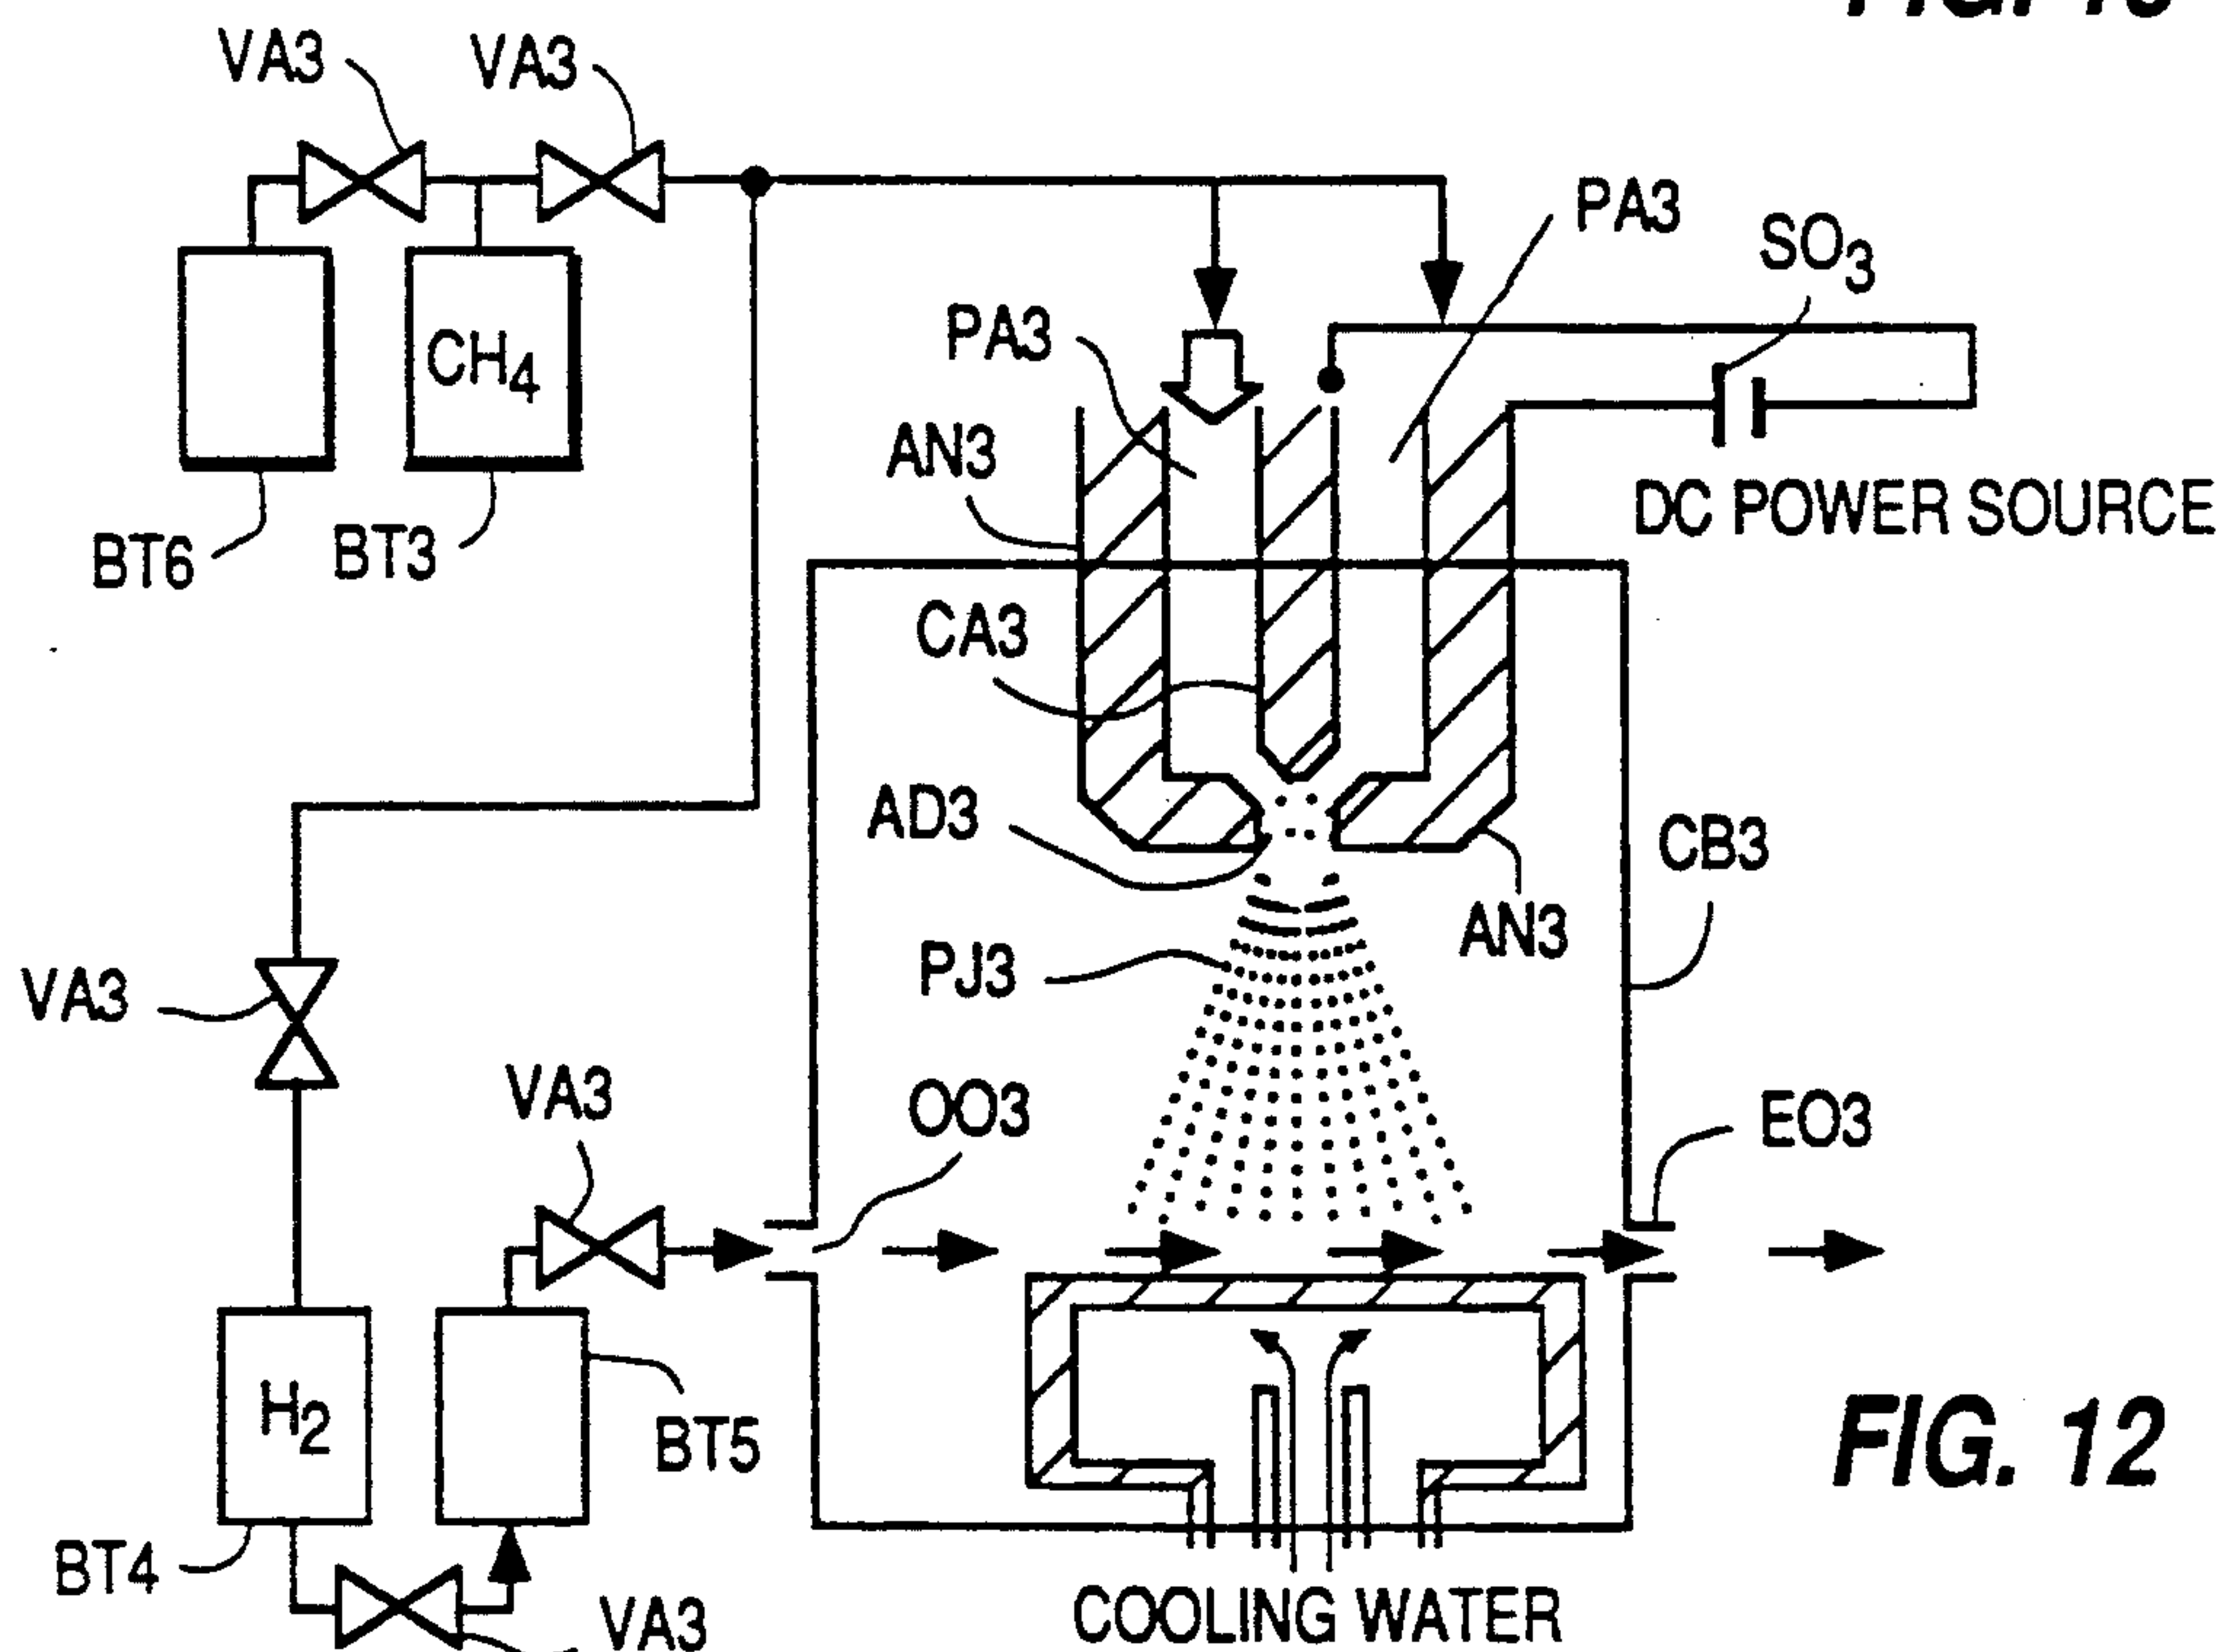 VA3
VA3
PA3
SO3
PA3
CH4
AN3
DC POWER SOURCE
BT6
BT3
CA3
AD3
CB3
AN3
PJ3
VA3
VA3
OO3
EO3
H2
BT5
FIG. 12
BT4
VA3
COOLING WATER